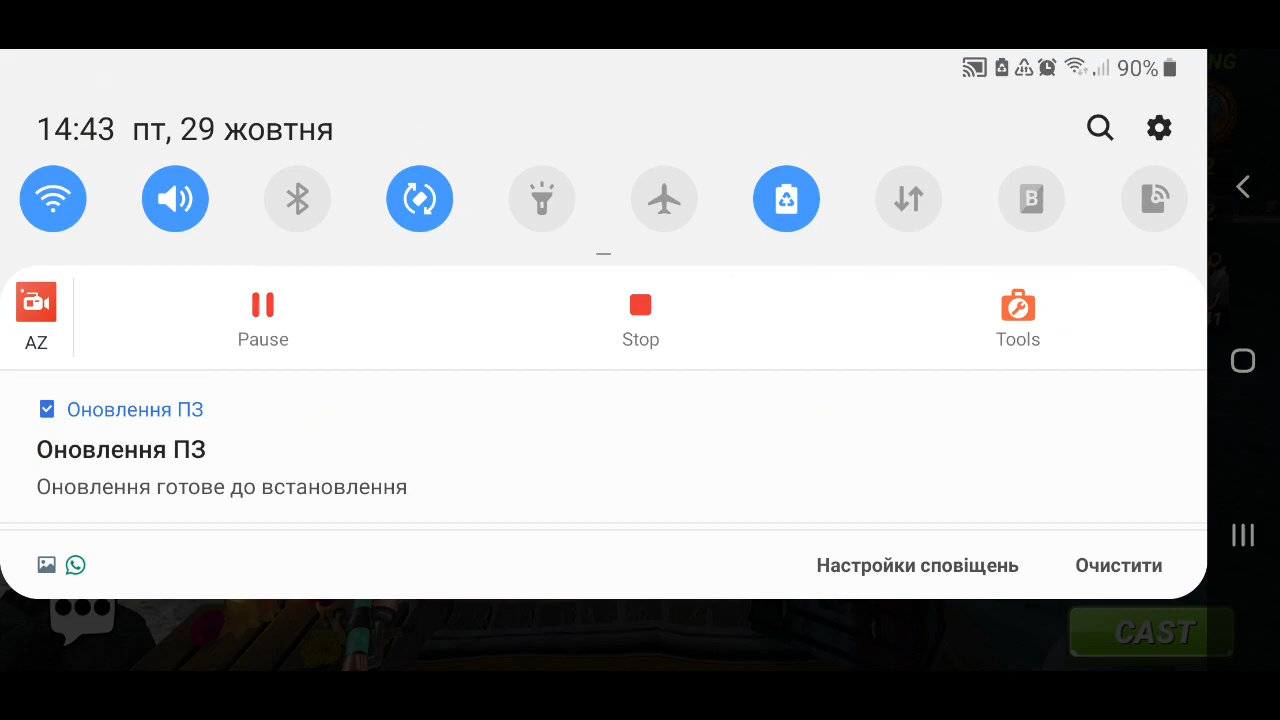 90%
14:43 пт, 29 жовтня
B
AZ
Pause
Stop
Tools
Оновлення ПЗ
Оновлення ПЗ
Оновлення готове до встановлення
Настройки сповіщень
Очистити
CAST